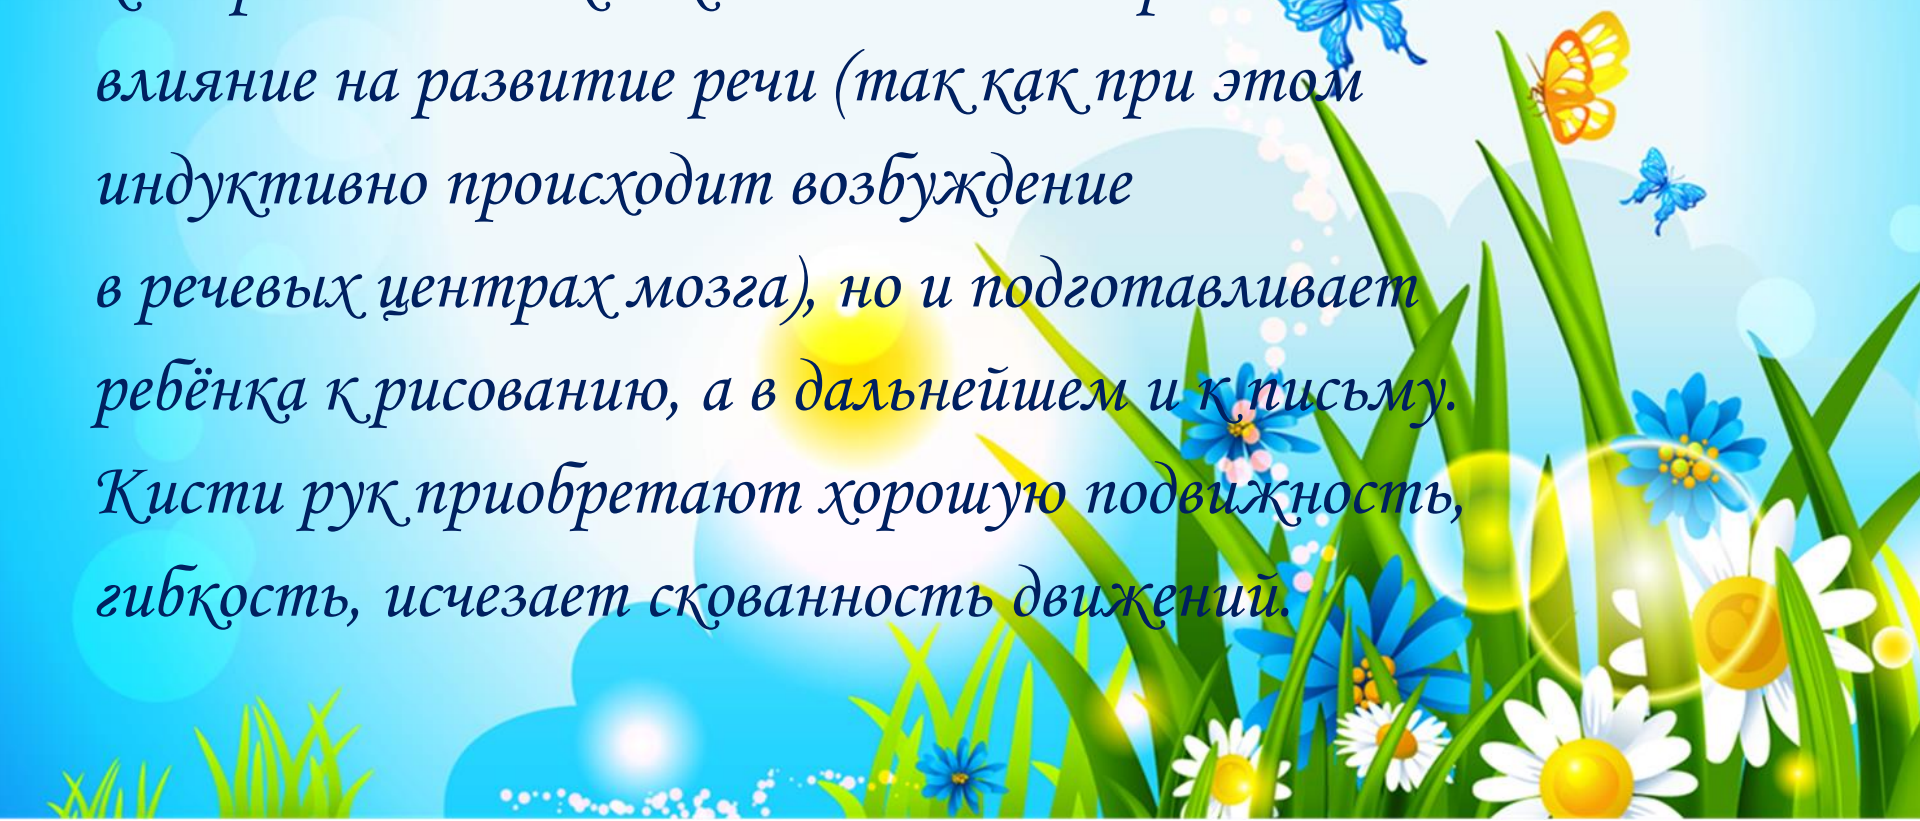 влияние на развитие речи (так как при этом
индуктивно происходит возбуждение
в речевых центрах мозга), но и подготавливает
ребёнка к рисованию, а в дальнейшем и к письму.
Кисти рук приобретают хорошую подвижность,
гибкость, исчезает скованность движений.